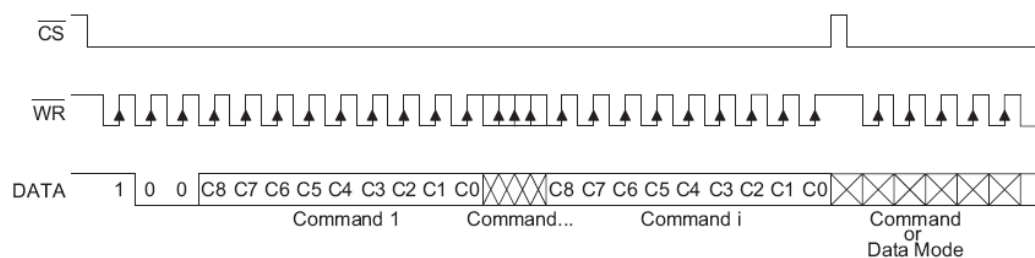 CS
WR
DATA 1 0 0 C8 C7 C6 C5 C4 C3 C2 C1 C0 C8 C7 C6 C5 C4 C3 C2 C1 C0
Command 1 Command... Command i Command
or
Data Mode